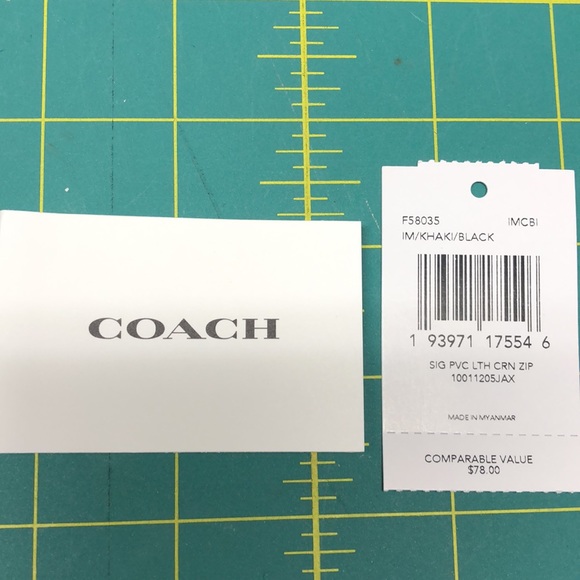 COACH
F58035 IMCBI
IM/KHAKI/BLACK
1 93971 17554 6
SIG PVC LTH CRN ZIP
10011205JAX
MADE IN MYANMAR
COMPARABLE VALUE
$78.00